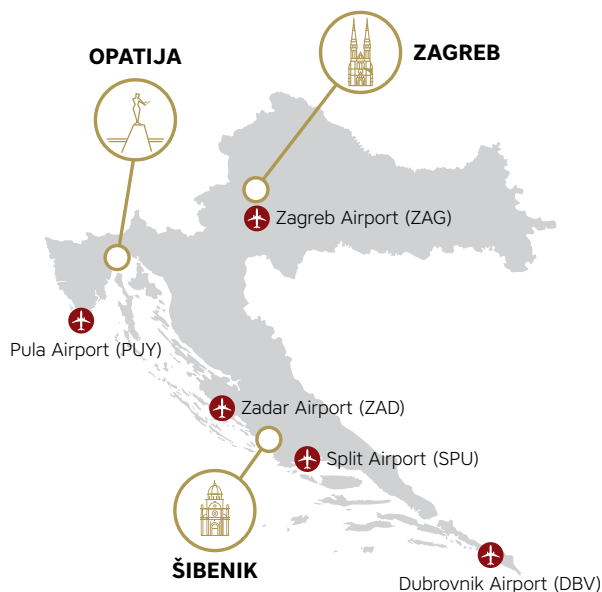 OPATIJA
ZAGREB
Zagreb Airport (ZAG)
Pula Airport (PUY)
Zadar Airport (ZAD)
Split Airport (SPU)
ŠIBENIK
Dubrovnik Airport (DBV)